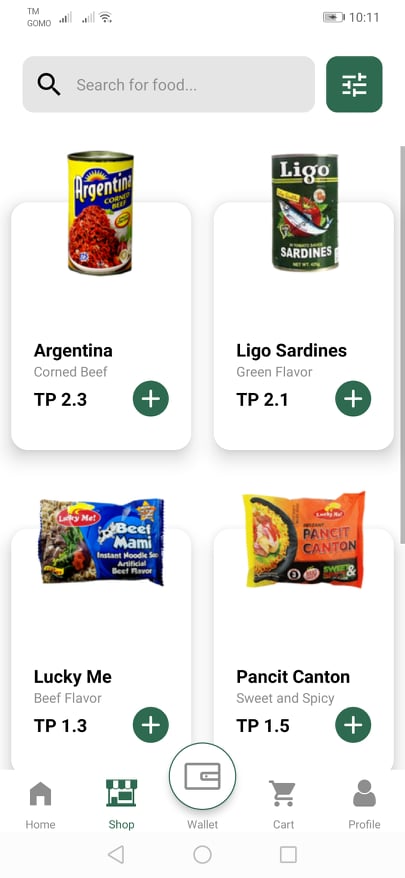 TM
GOMO
10:11
Search for food...
Argentina
CORNED
BEEF
Ligo
IN TOMATO SAUCE
SARDINES
NET WT. 425g
Argentina
Corned Beef
TP 2.3
Ligo Sardines
Green Flavor
TP 2.1
Lucky Me!
Beef
Mami
Instant Noodle Soup
Artificial
Beef Flavor
Lucky Me!
INSTANT
PANCIT
CANTON
SWEET
&
Lucky Me
Beef Flavor
TP 1.3
Pancit Canton
Sweet and Spicy
TP 1.5
Home
Shop
Wallet
Cart
Profile